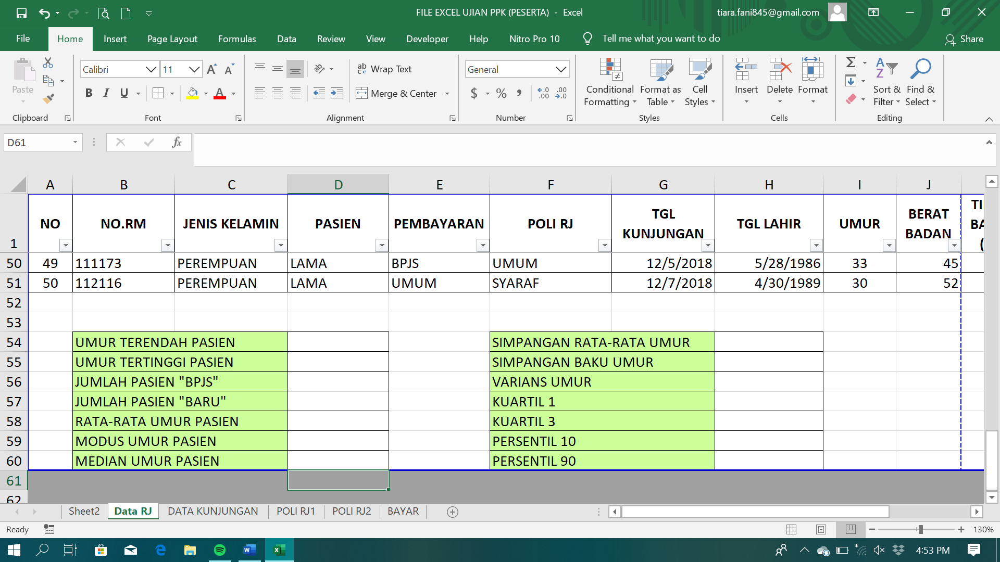 FILE EXCEL UJIAN PPK (PESERTA) - Excel
tiara.fani845@gmail.com
File Home Insert Page Layout Formulas Data Review View Developer Help Nitro Pro 10 Tell me what you want to do Share
Paste
Clipboard
Calibri 11
B I U
Font
Wrap Text
Merge & Center
Alignment
General
$ % ,
Number
Conditional Formatting
Format as Table
Cell Styles
Styles
Insert Delete Format
Cells
Sort & Filter
Find & Select
Editing
D61 fx
A B C D E F G H I J
1 NO NO.RM JENIS KELAMIN PASIEN PEMBAYARAN POLI RJ TGL KUNJUNGAN TGL LAHIR UMUR BERAT BADAN
50 49 111173 PEREMPUAN LAMA BPJS UMUM 12/5/2018 5/28/1986 33 45
51 50 112116 PEREMPUAN LAMA UMUM SYARAF 12/7/2018 4/30/1989 30 52
52
53
54 UMUR TERENDAH PASIEN SIMPANGAN RATA-RATA UMUR
55 UMUR TERTINGGI PASIEN SIMPANGAN BAKU UMUR
56 JUMLAH PASIEN "BPJS" VARIANS UMUR
57 JUMLAH PASIEN "BARU" KUARTIL 1
58 RATA-RATA UMUR PASIEN KUARTIL 3
59 MODUS UMUR PASIEN PERSENTIL 10
60 MEDIAN UMUR PASIEN PERSENTIL 90
61
62
Sheet2 Data RJ DATA KUNJUNGAN POLI RJ1 POLI RJ2 BAYAR
Ready 130%
4:53 PM